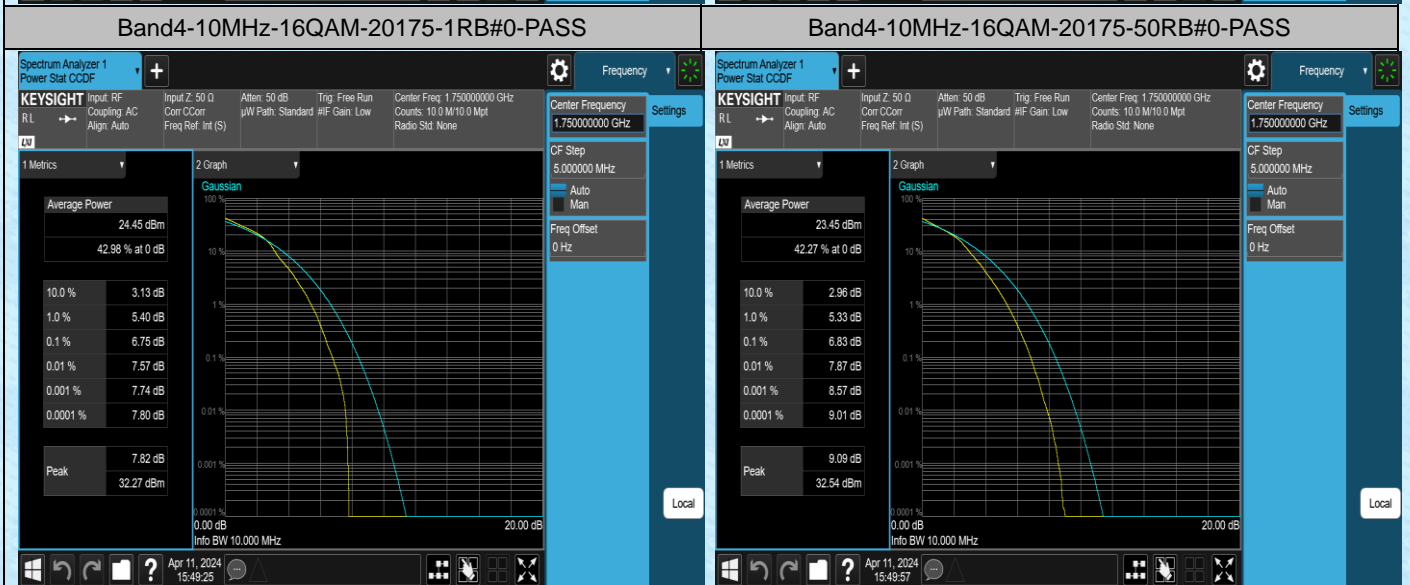 Band4-10MHz-16QAM-20175-1RB#0-PASS
Band4-10MHz-16QAM-20175-50RB#0-PASS
Spectrum Analyzer 1
Power Stat CCDF
Frequency
KEYSIGHT
R L
LXI
Input: RF
Coupling: AC
Align: Auto
Input Z: 50 Ω
Corr CCorr
Freq Ref: Int (S)
Atten: 50 dB
µW Path: Standard
Trig: Free Run
#IF Gain: Low
Center Freq: 1.750000000 GHz
Counts: 10.0 M/10.0 Mpt
Radio Std: None
Center Frequency
1.750000000 GHz
Settings
CF Step
5.000000 MHz
Auto
Man
Freq Offset
0 Hz
Local
1 Metrics
Average Power
24.45 dBm
42.98 % at 0 dB
10.0 % 3.13 dB
1.0 % 5.40 dB
0.1 % 6.75 dB
0.01 % 7.57 dB
0.001 % 7.74 dB
0.0001 % 7.80 dB
Peak
7.82 dB
32.27 dBm
2 Graph
Gaussian
100 %
10 %
1 %
0.1 %
0.01 %
0.001 %
0.0001 %
0.00 dB 20.00 dB
Info BW 10.000 MHz
Apr 11, 2024
15:49:25
Spectrum Analyzer 1
Power Stat CCDF
Frequency
KEYSIGHT
R L
LXI
Input: RF
Coupling: AC
Align: Auto
Input Z: 50 Ω
Corr CCorr
Freq Ref: Int (S)
Atten: 50 dB
µW Path: Standard
Trig: Free Run
#IF Gain: Low
Center Freq: 1.750000000 GHz
Counts: 10.0 M/10.0 Mpt
Radio Std: None
Center Frequency
1.750000000 GHz
Settings
CF Step
5.000000 MHz
Auto
Man
Freq Offset
0 Hz
Local
1 Metrics
Average Power
23.45 dBm
42.27 % at 0 dB
10.0 % 2.96 dB
1.0 % 5.33 dB
0.1 % 6.83 dB
0.01 % 7.87 dB
0.001 % 8.57 dB
0.0001 % 9.01 dB
Peak
9.09 dB
32.54 dBm
2 Graph
Gaussian
100 %
10 %
1 %
0.1 %
0.01 %
0.001 %
0.0001 %
0.00 dB 20.00 dB
Info BW 10.000 MHz
Apr 11, 2024
15:49:57